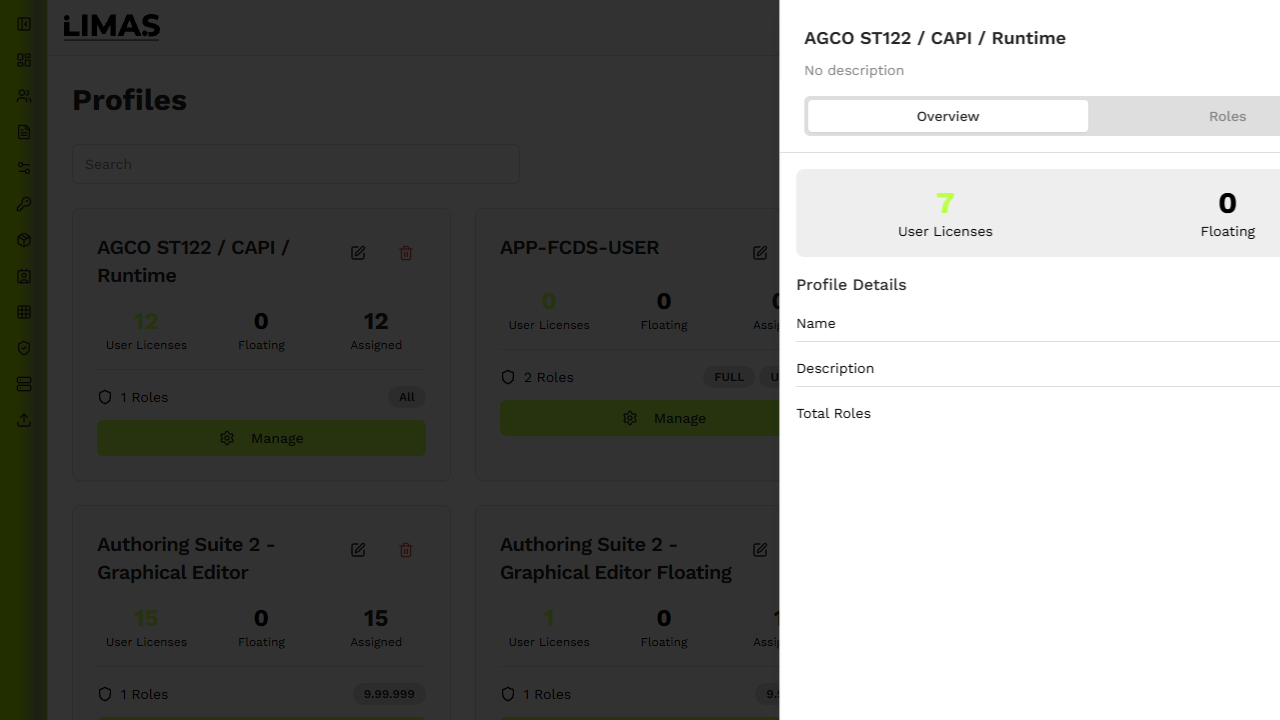 LIMAS
Profiles
Search
AGCO ST122 / CAPI /
Runtime
12
User Licenses
0
Floating
12
Assigned
1 Roles
All
Manage
APP-FCDS-USER
0
User Licenses
0
Floating
2 Roles
FULL
Manage
Authoring Suite 2 -
Graphical Editor
15
User Licenses
0
Floating
15
Assigned
1 Roles
9.99.999
Authoring Suite 2 -
Graphical Editor Floating
1
User Licenses
0
Floating
1 Roles
AGCO ST122 / CAPI / Runtime
No description
Overview
Roles
7
User Licenses
0
Floating
Profile Details
Name
Description
Total Roles